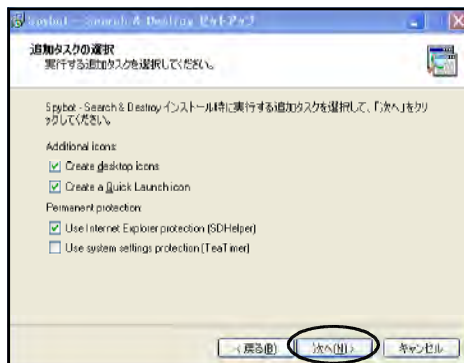 Spybot - Search & Destroy セットアップ
追加タスクの選択
実行する追加タスクを選択してください。
Spybot - Search & Destroy インストール時に実行する追加タスクを選択して、「次へ」をクリ
ックしてください。
Additional icons:
Create desktop icons
Create a Quick Launch icon
Permanent protection:
Use Internet Explorer protection (SDHelper)
Use system settings protection (TeaTimer)
< 戻る(B)
次へ(N) >
キャンセル